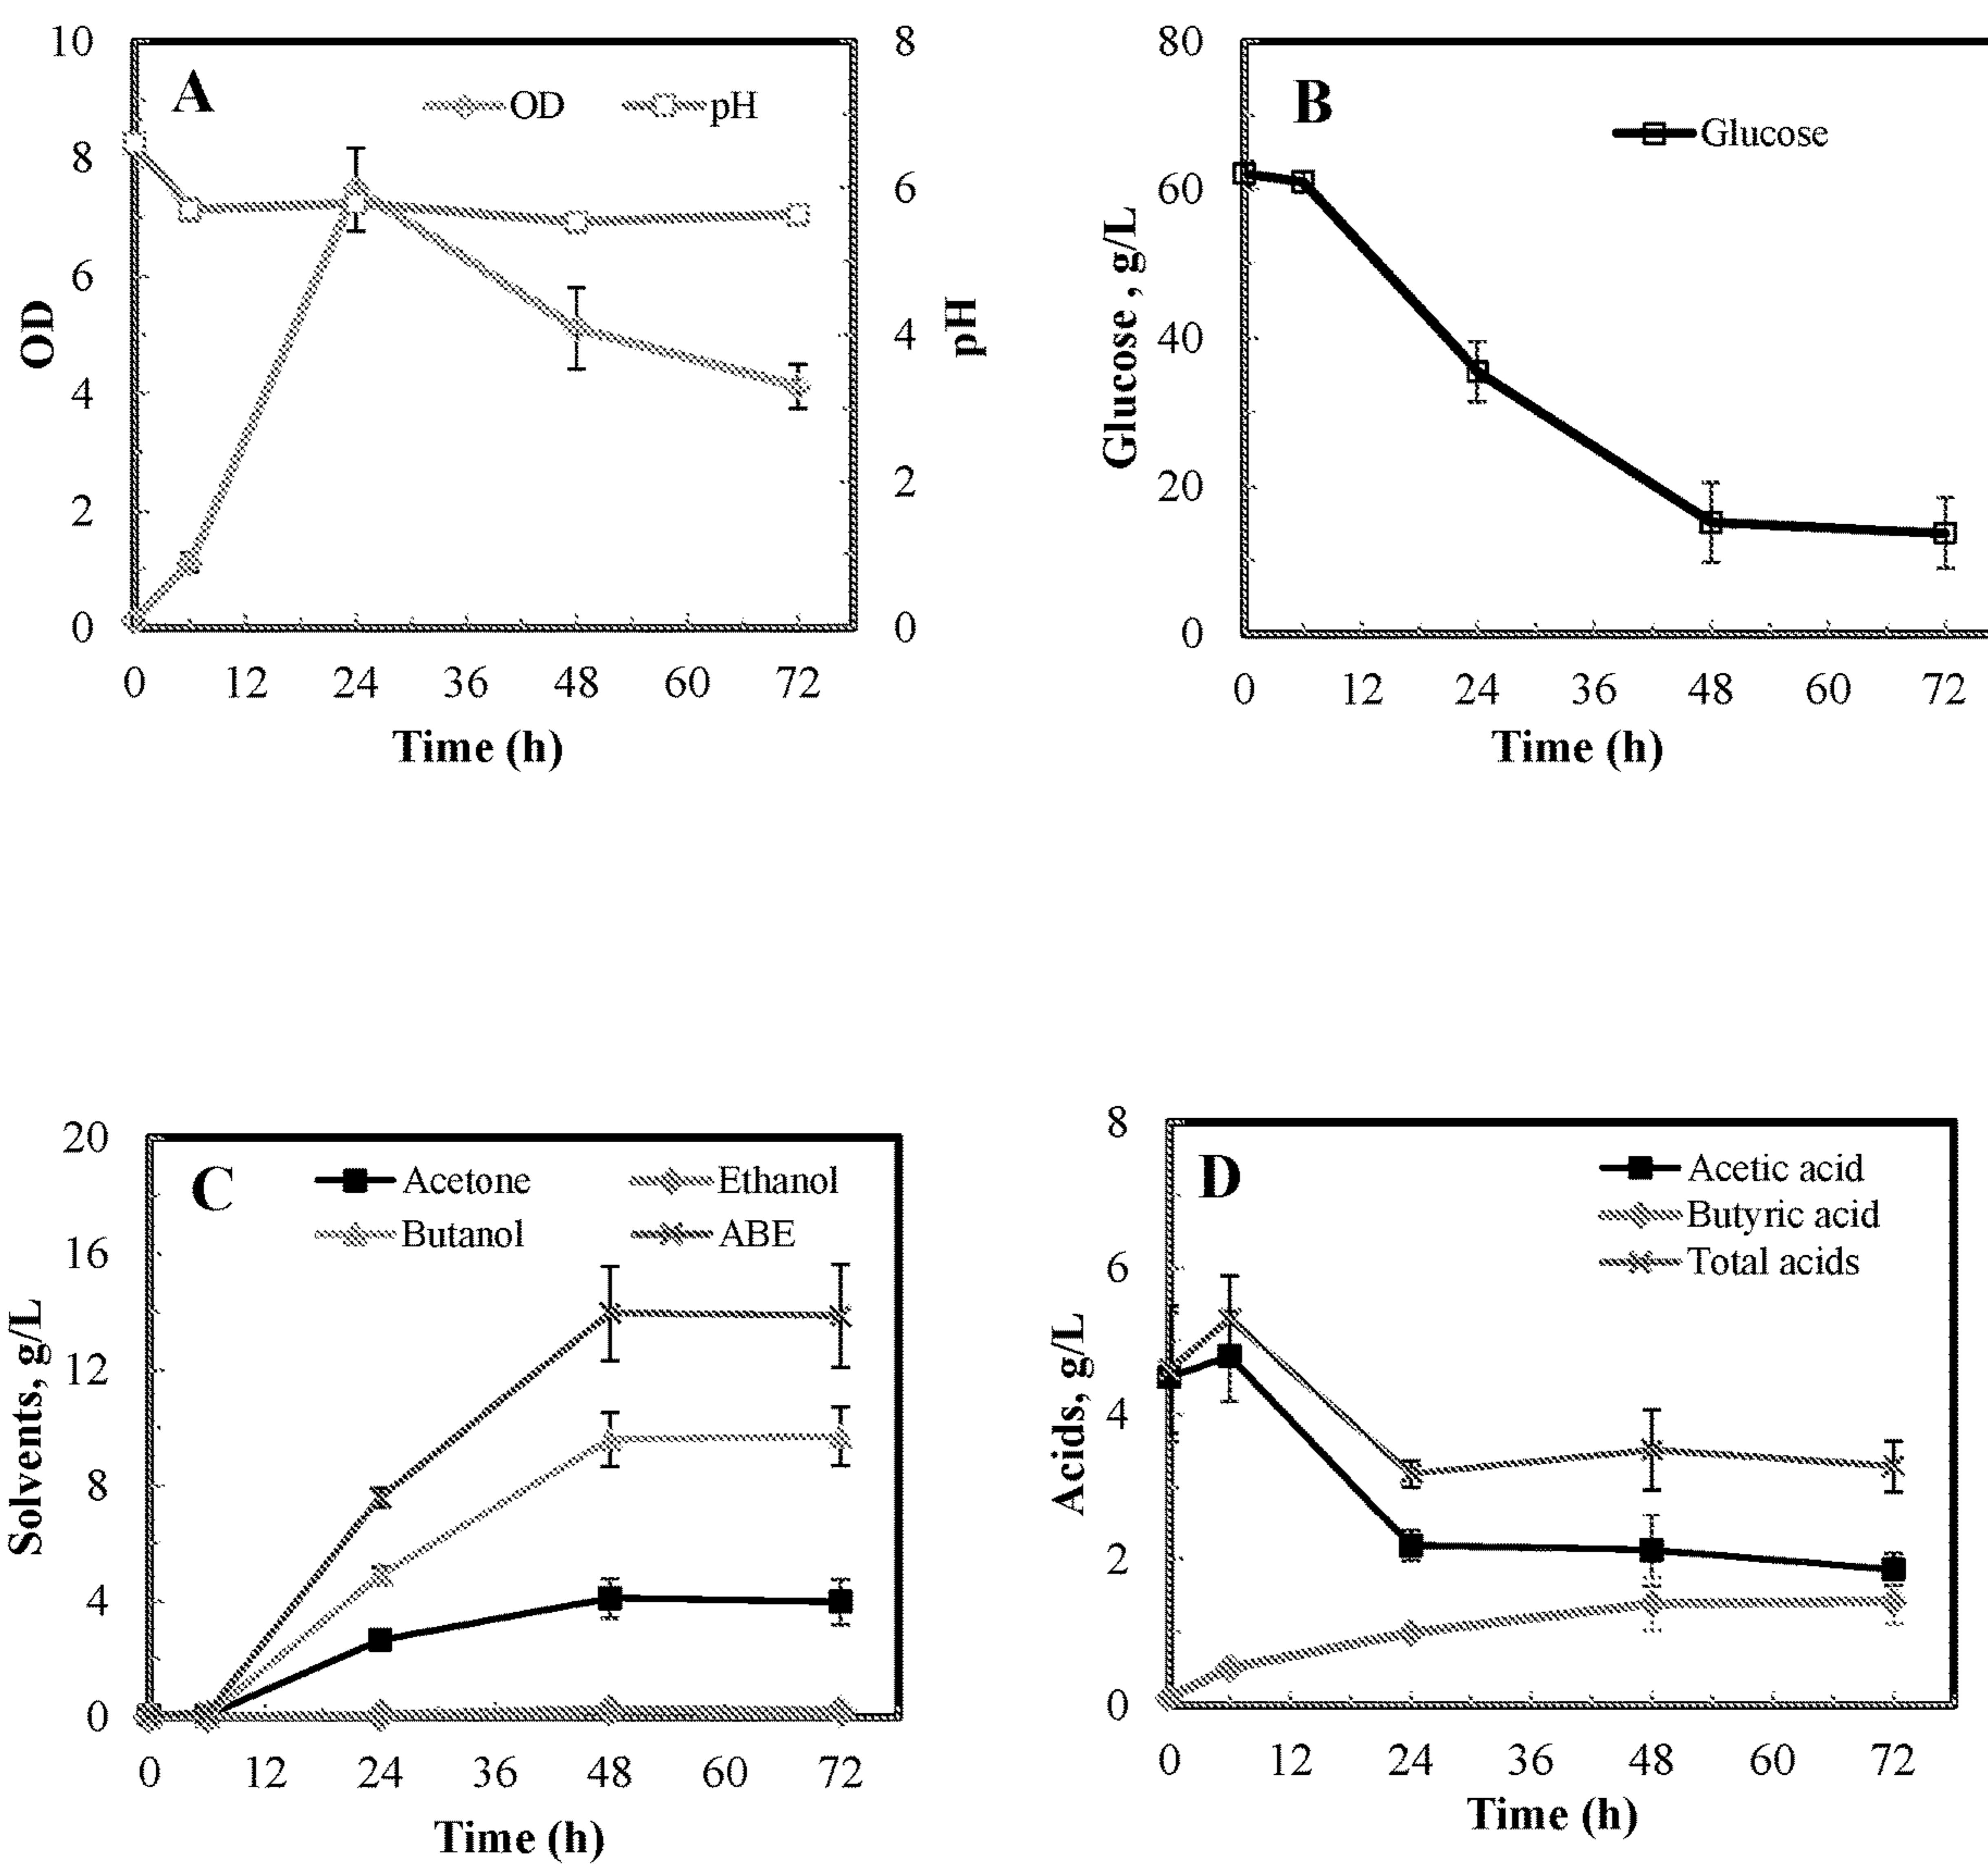 A
OD pH
10
8
6
4
2
0
OD
8
6
4
2
0
pH
0 12 24 36 48 60 72
Time (h)
B
Glucose
80
60
40
20
0
Glucose , g/L
0 12 24 36 48 60 72
Time (h)
C
Acetone Ethanol
Butanol ABE
20
16
12
8
4
0
Solvents, g/L
0 12 24 36 48 60 72
Time (h)
D
Acetic acid
Butyric acid
Total acids
8
6
4
2
0
Acids, g/L
0 12 24 36 48 60 72
Time (h)